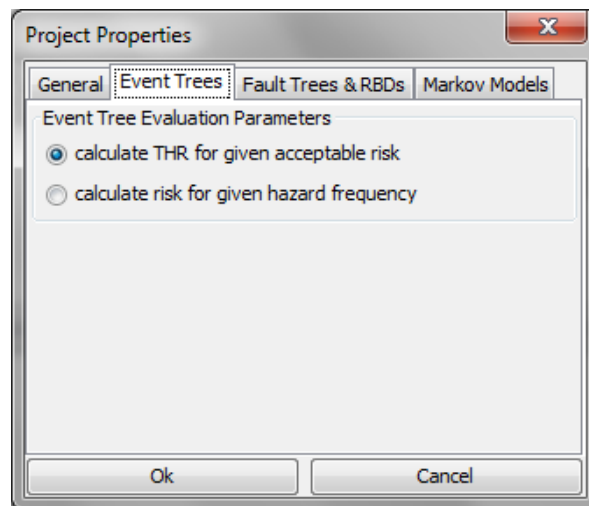 Project Properties
General Event Trees Fault Trees & RBDs Markov Models
Event Tree Evaluation Parameters
calculate THR for given acceptable risk
calculate risk for given hazard frequency
Ok Cancel